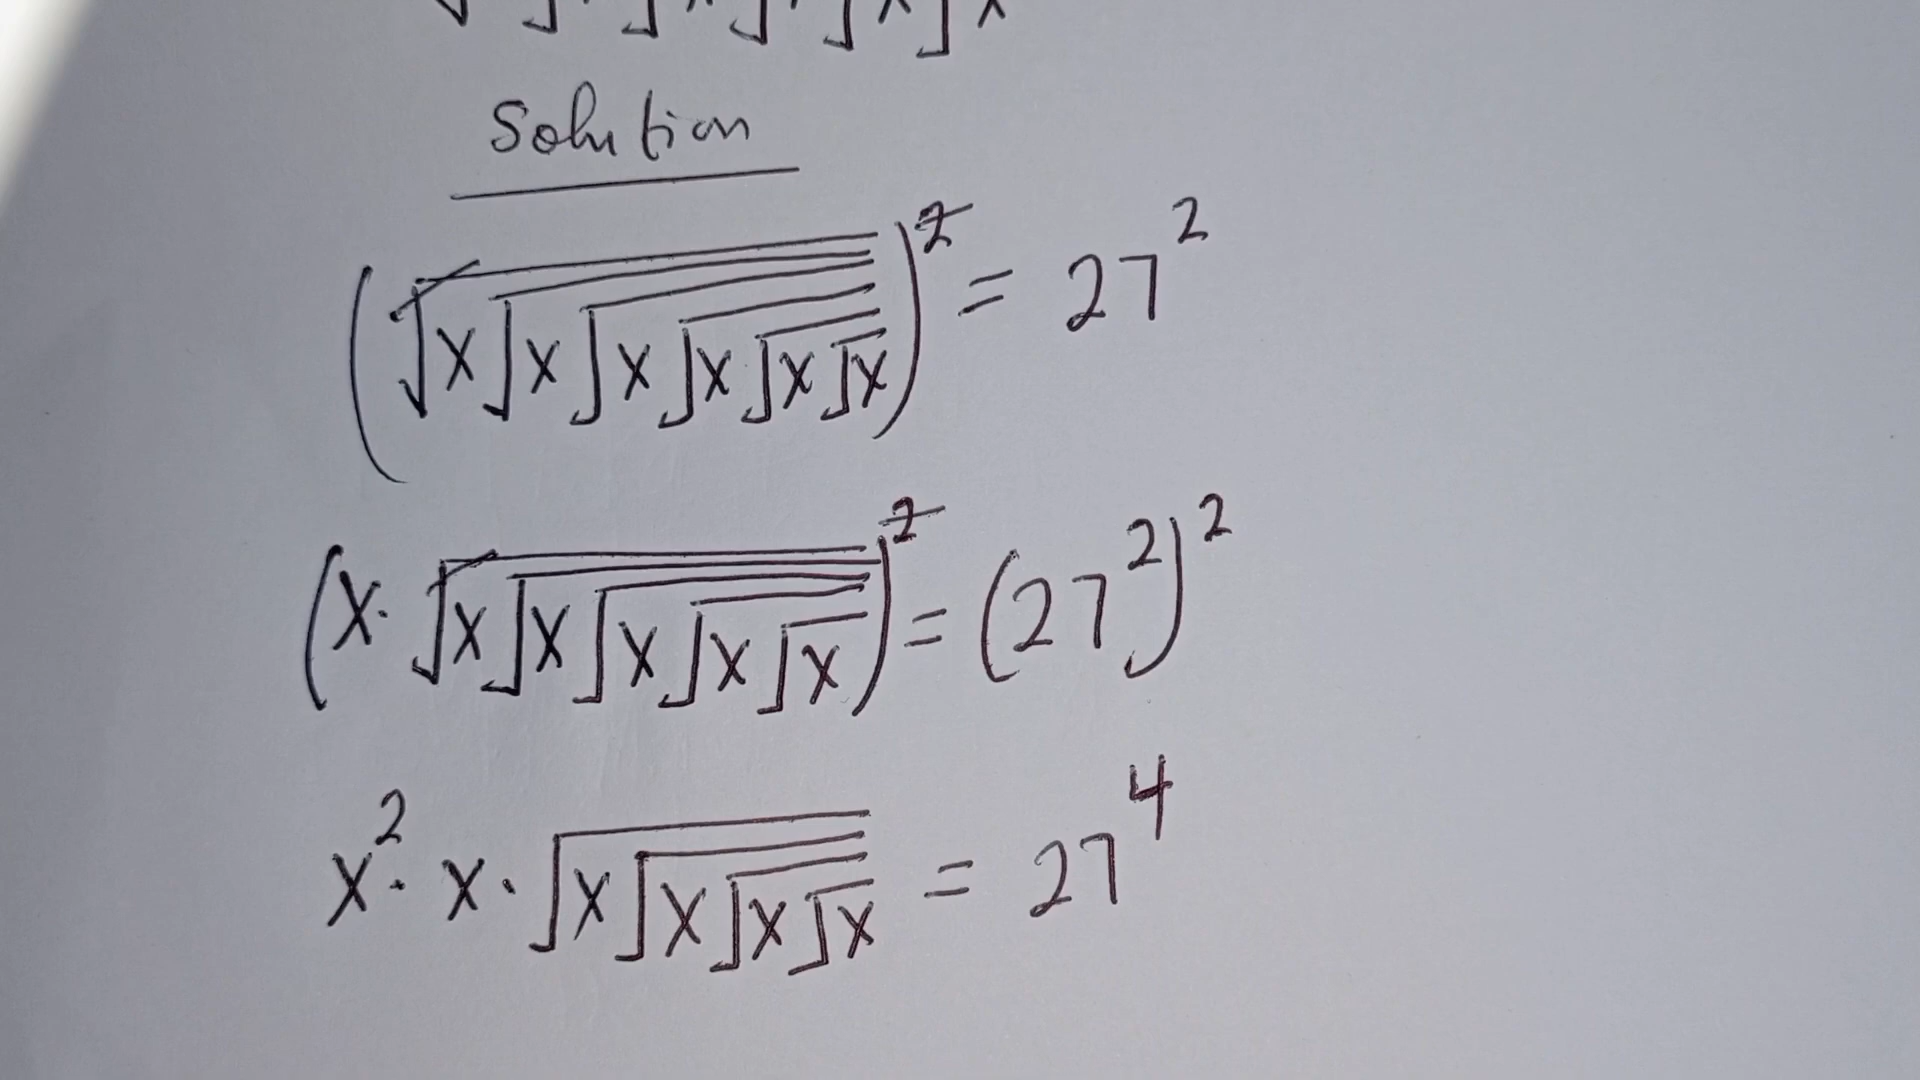 Solution
(√x√x√x√x√x√x)² = 27²
(x·√x√x√x√x√x)² = (27²)²
x²· x·√x√x√x√x = 27⁴